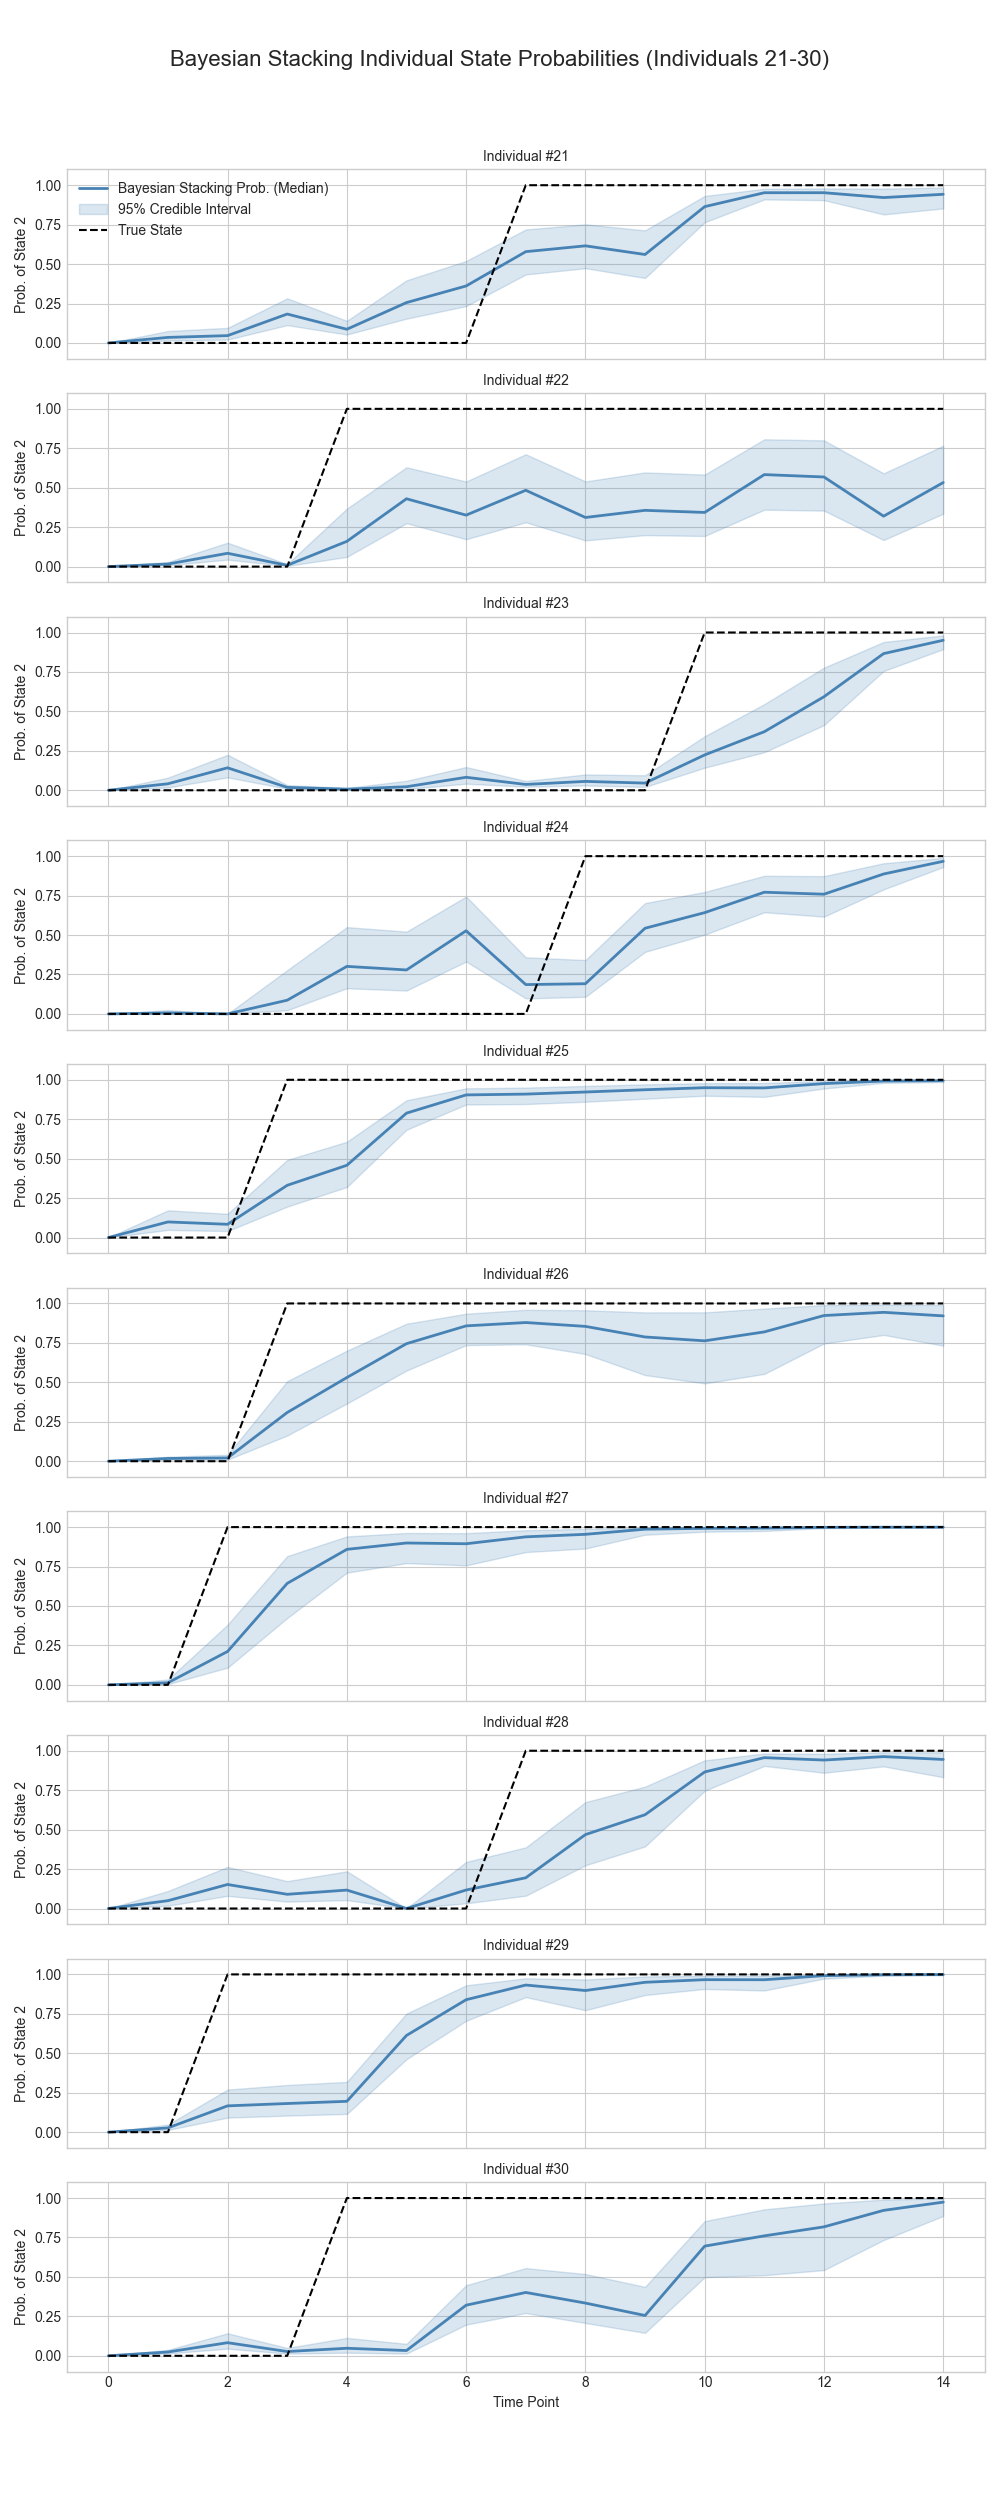 Bayesian Stacking Individual State Probabilities (Individuals 21-30)
Individual #21
Bayesian Stacking Prob. (Median)
95% Credible Interval
True State
1.00
0.75
0.50
0.25
0.00
Prob. of State 2
Individual #22
1.00
0.75
0.50
0.25
0.00
Prob. of State 2
Individual #23
1.00
0.75
0.50
0.25
0.00
Prob. of State 2
Individual #24
1.00
0.75
0.50
0.25
0.00
Prob. of State 2
Individual #25
1.00
0.75
0.50
0.25
0.00
Prob. of State 2
Individual #26
1.00
0.75
0.50
0.25
0.00
Prob. of State 2
Individual #27
1.00
0.75
0.50
0.25
0.00
Prob. of State 2
Individual #28
1.00
0.75
0.50
0.25
0.00
Prob. of State 2
Individual #29
1.00
0.75
0.50
0.25
0.00
Prob. of State 2
Individual #30
1.00
0.75
0.50
0.25
0.00
Prob. of State 2
0 2 4 6 8 10 12 14
Time Point